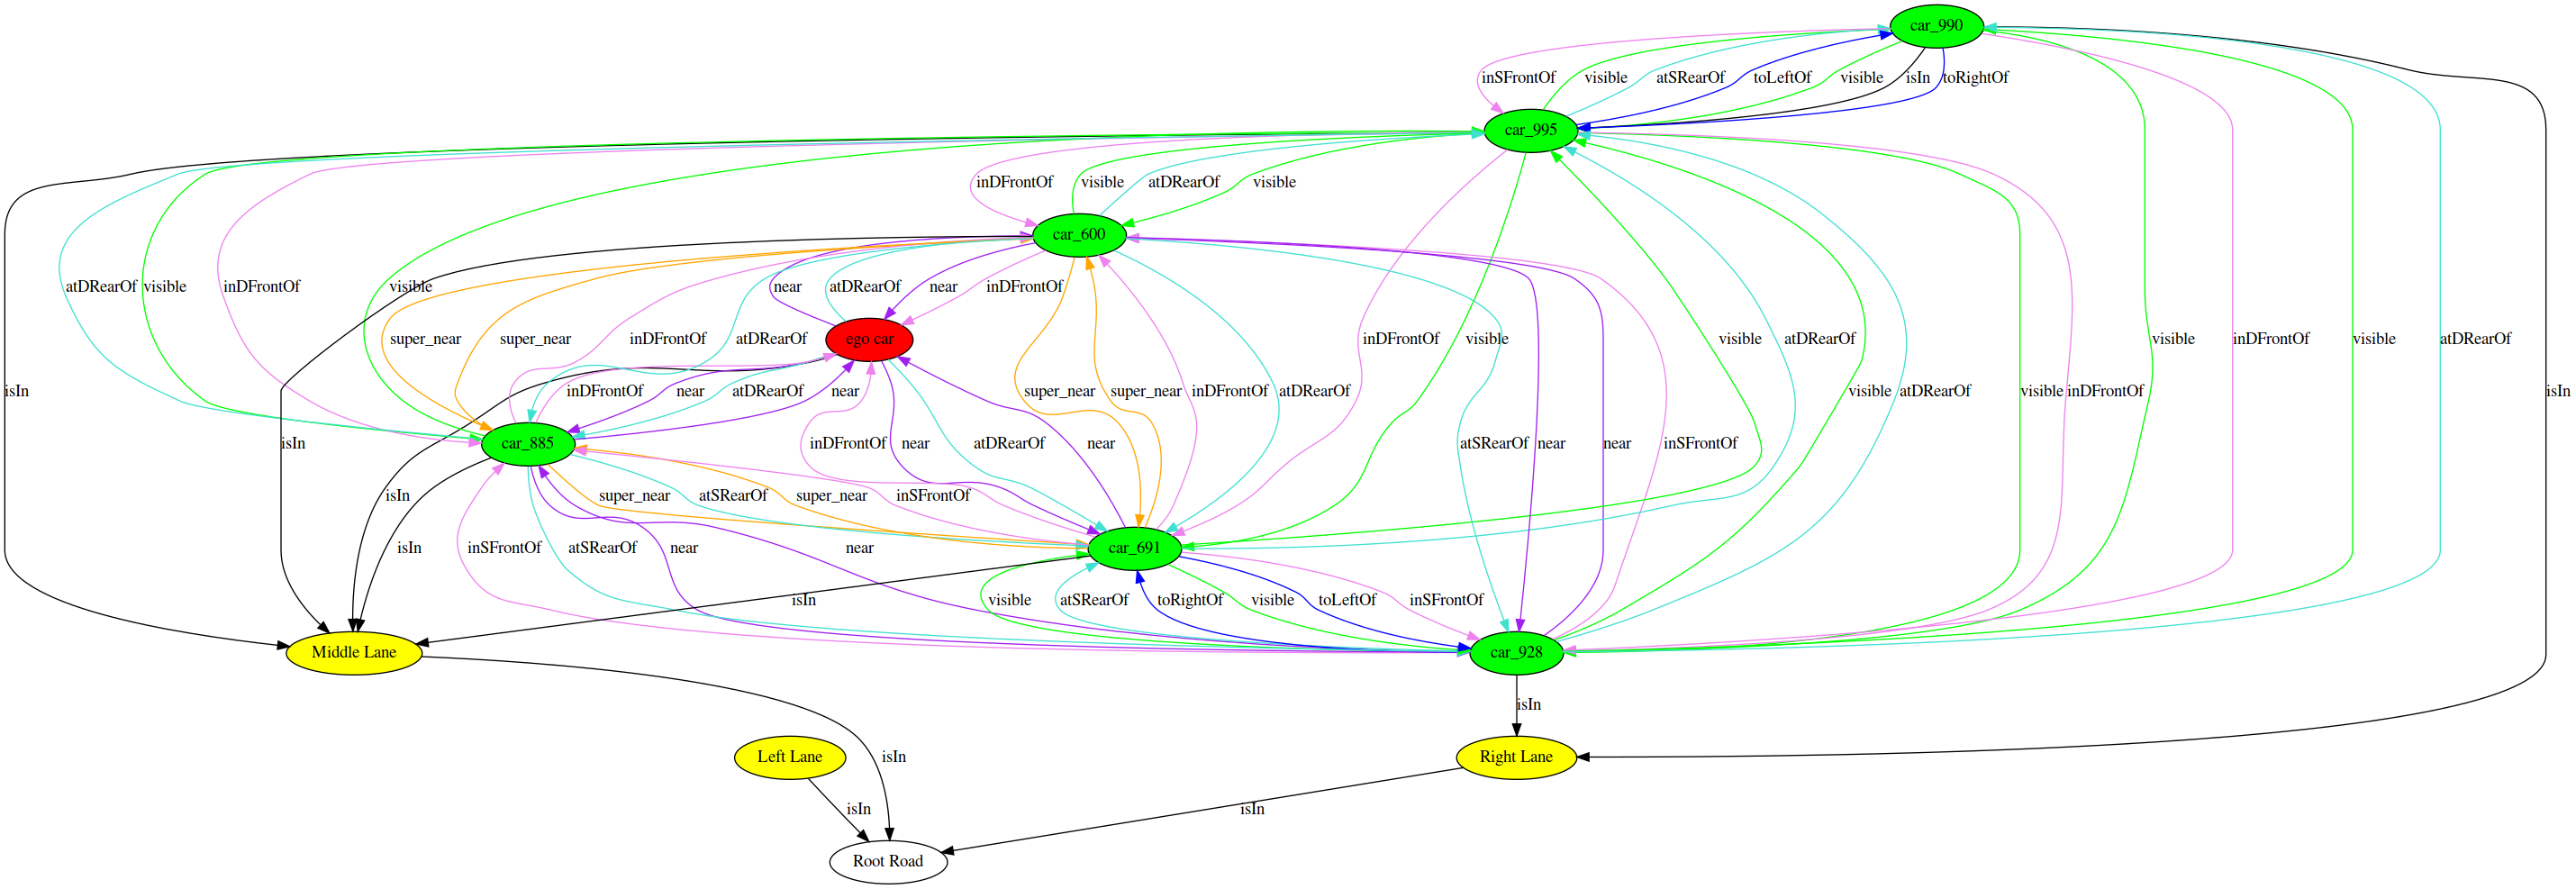 car_990
inSFrontOf visible atSRearOf toLeftOf visible isIn toRightOf
car_995
inDFrontOf visible atDRearOf visible
car_600
atDRearOf visible inDFrontOf visible near atDRearOf near inDFrontOf
super_near super_near inDFrontOf atDRearOf ego car inDFrontOf visible visible atDRearOf visible inDFrontOf visible atDRearOf
isIn inDFrontOf near atDRearOf near super_near super_near inDFrontOf atDRearOf visible atDRearOf visible inDFrontOf isIn
isIn car_885 inDFrontOf near atDRearOf near atSRearOf near near inSFrontOf
isIn super_near atSRearOf super_near inSFrontOf
isIn inSFrontOf atSRearOf near near car_691
isIn visible atSRearOf toRightOf visible toLeftOf inSFrontOf
Middle Lane car_928
isIn
Left Lane isIn Right Lane
isIn isIn
Root Road